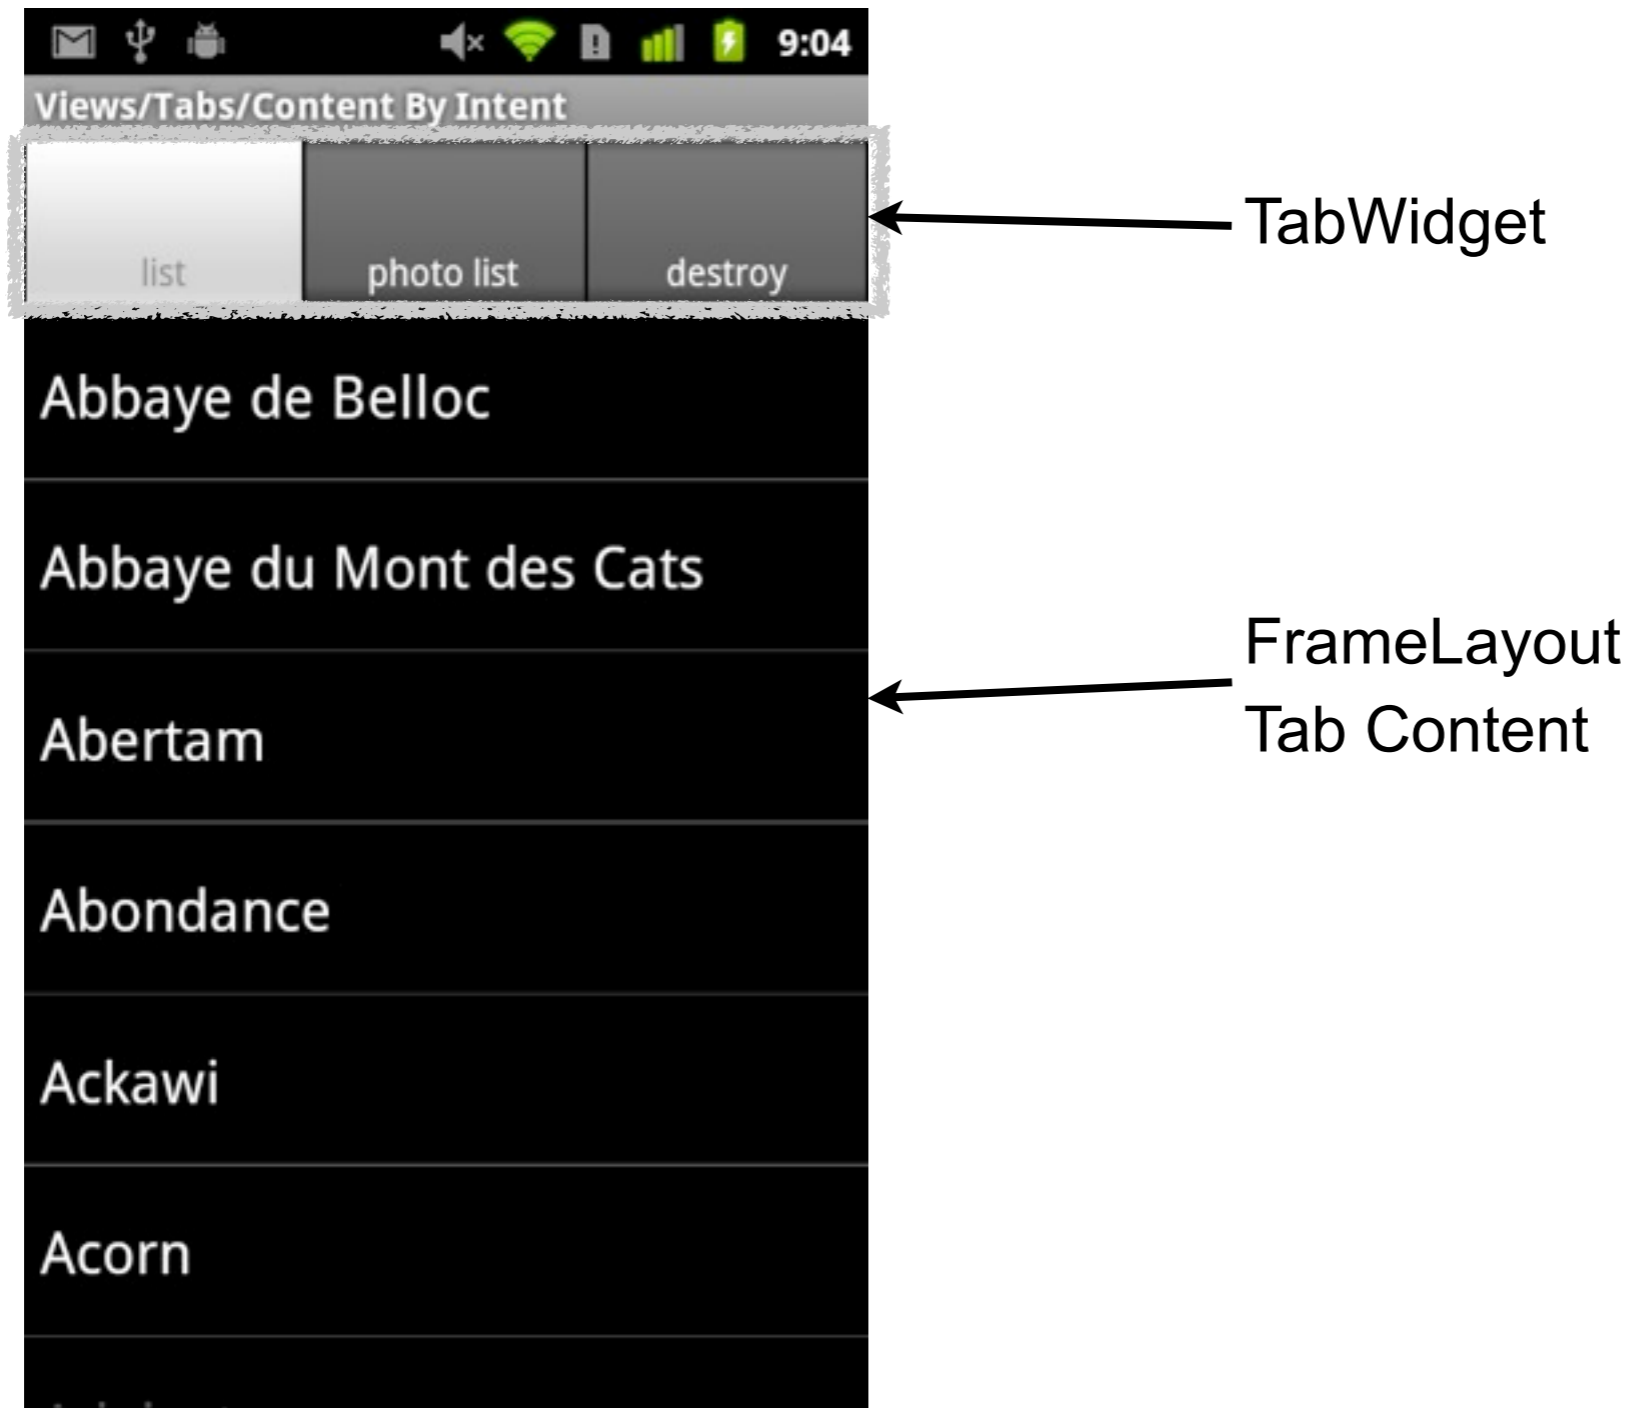 9:04
Views/Tabs/Content By Intent
list photo list destroy
TabWidget
Abbaye de Belloc
Abbaye du Mont des Cats
Abertam
FrameLayout
Tab Content
Abondance
Ackawi
Acorn